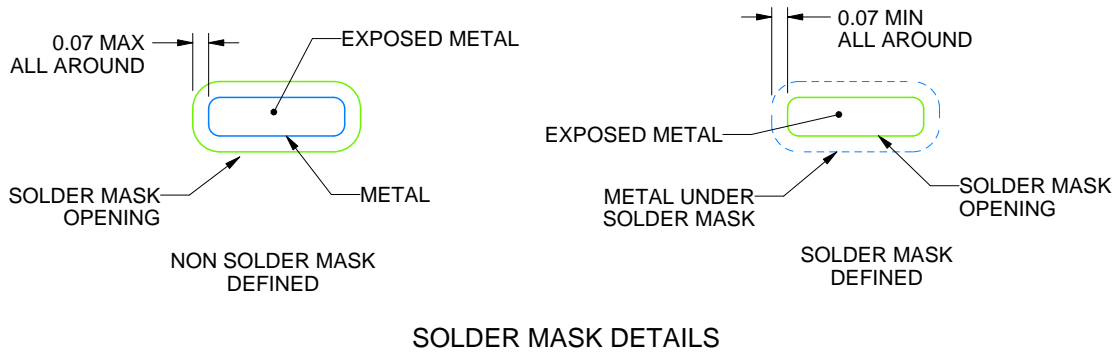 0.07 MAX
ALL AROUND
EXPOSED METAL
SOLDER MASK
OPENING
METAL
NON SOLDER MASK
DEFINED
0.07 MIN
ALL AROUND
EXPOSED METAL
METAL UNDER
SOLDER MASK
SOLDER MASK
OPENING
SOLDER MASK
DEFINED
SOLDER MASK DETAILS